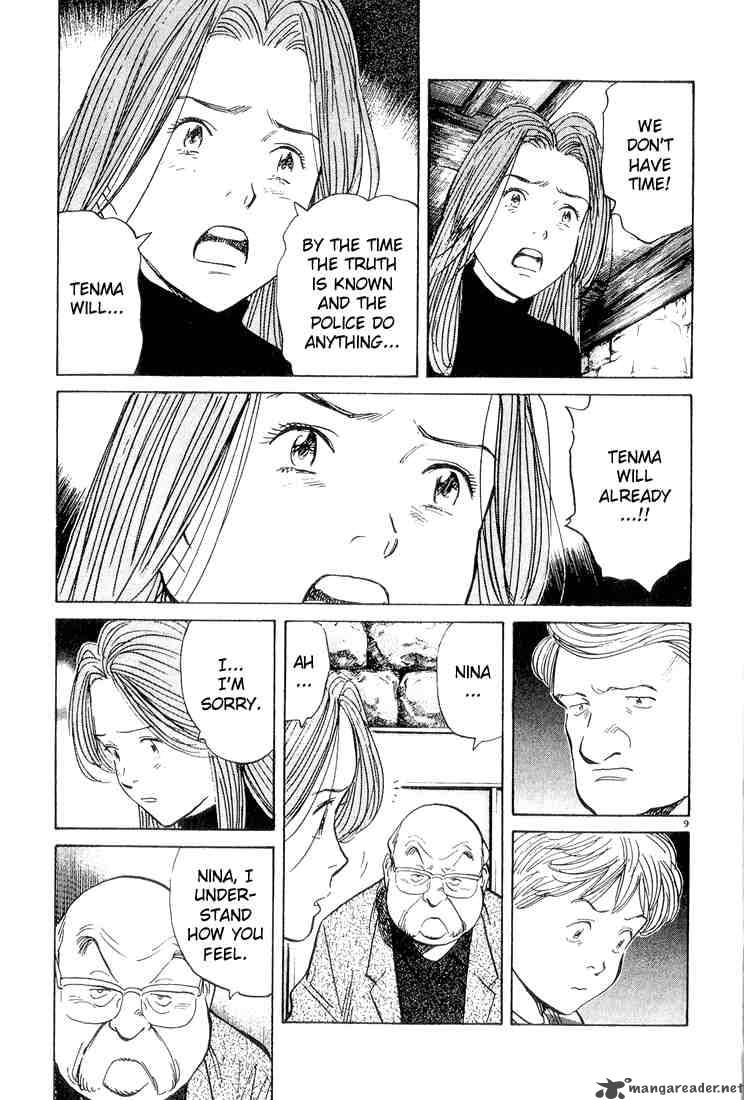 WE
DON'T
HAVE
TIME!
BY THE TIME
THE TRUTH
IS KNOWN
AND THE
POLICE DO
ANYTHING...
TENMA
WILL...
TENMA
WILL
ALREADY
...!!
9
NINA
...
AH
...
I...
I'M
SORRY.
NINA, I
UNDER-
STAND
HOW YOU
FEEL.
mangareader.net